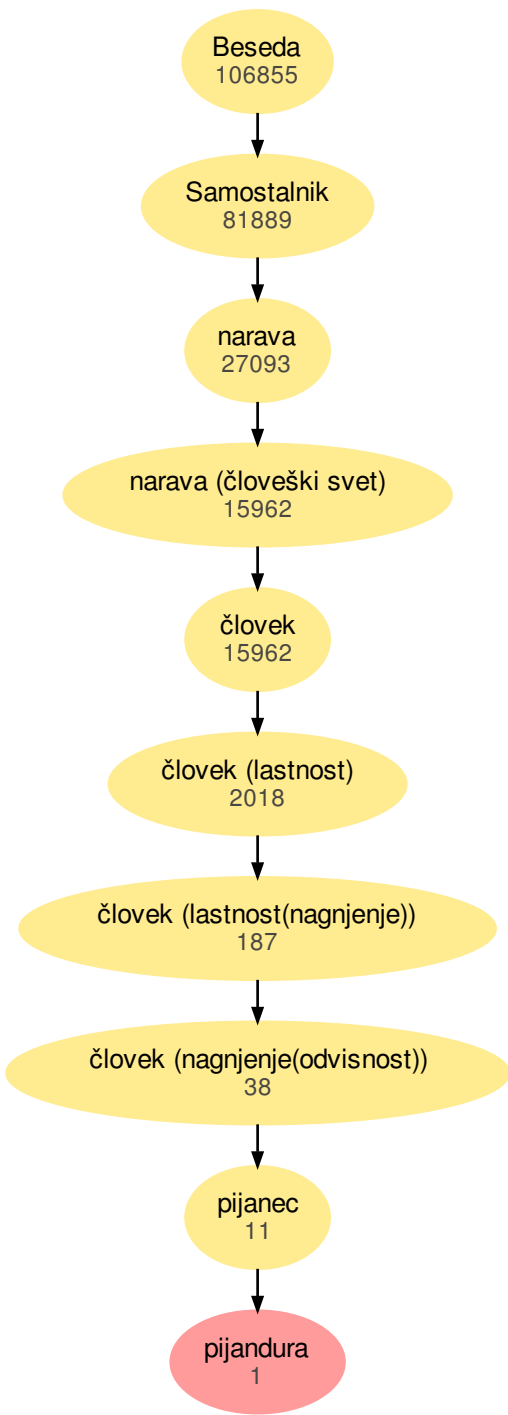 Beseda
106855
Samostalnik
81889
narava
27093
narava (človeški svet)
15962
človek
15962
človek (lastnost)
2018
človek (lastnost(nagnjenje))
187
človek (nagnjenje(odvisnost))
38
pijanec
11
pijandura
1